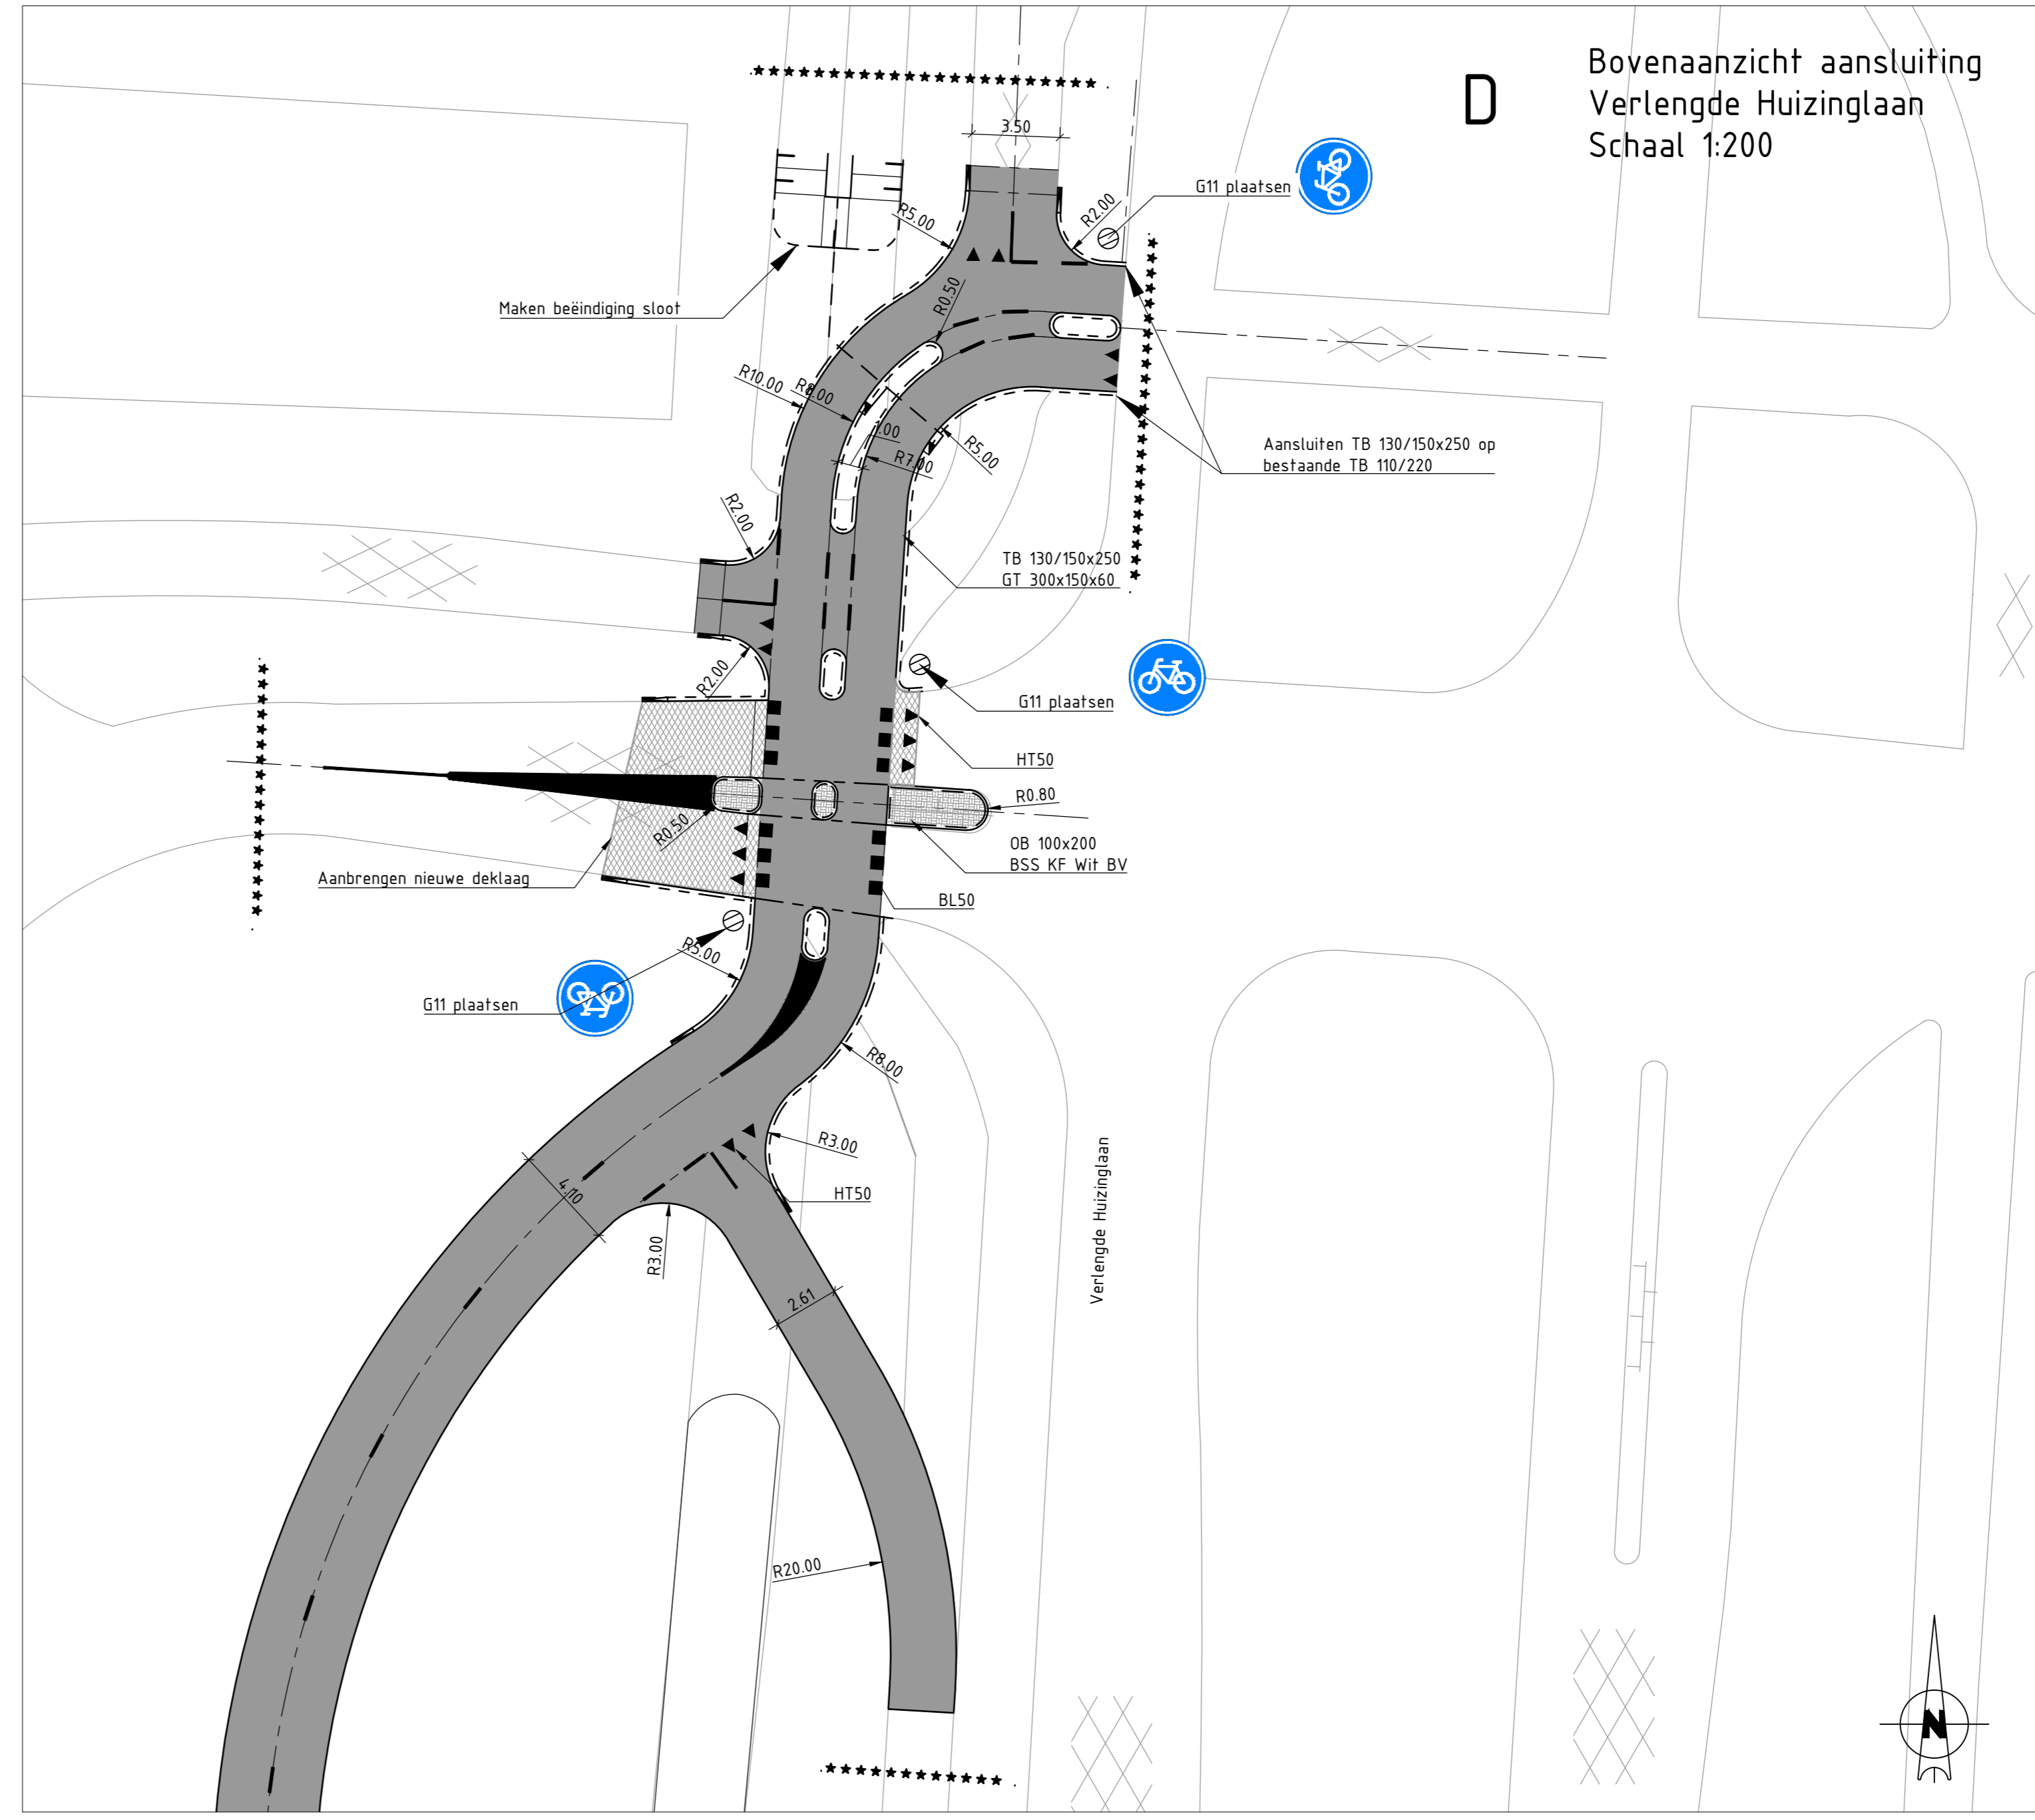 D
Bovenaanzicht aansluiting
Verlengde Huizinglaan
Schaal 1:200
3.50
G11 plaatsen
R5.00
R2.00
Maken beëindiging sloot
R0.50
R10.00
R8.00
.00
R7.00
R5.00
Aansluiten TB 130/150x250 op
bestaande TB 110/220
R2.00
TB 130/150x250
GT 300x150x60
R2.00
G11 plaatsen
HT50
R0.80
R0.50
OB 100x200
BSS KF Wit BV
Aanbrengen nieuwe deklaag
BL50
R5.00
G11 plaatsen
R8.00
R3.00
HT50
4.10
R3.00
Verlengde Huizinglaan
2.61
R20.00
N